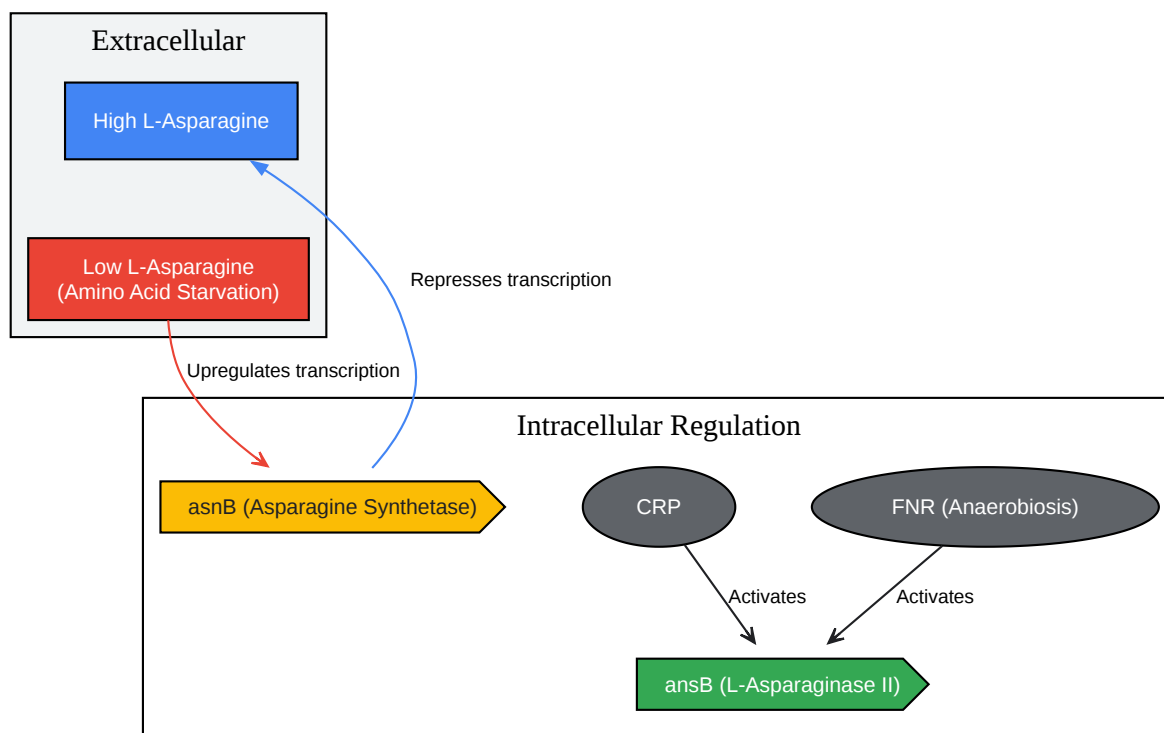 Extracellular
High L-Asparagine
Low L-Asparagine
(Amino Acid Starvation)
Represses transcription
Upregulates transcription
Intracellular Regulation
asnB (Asparagine Synthetase)
CRP
FNR (Anaerobiosis)
Activates
Activates
ansB (L-Asparaginase II)